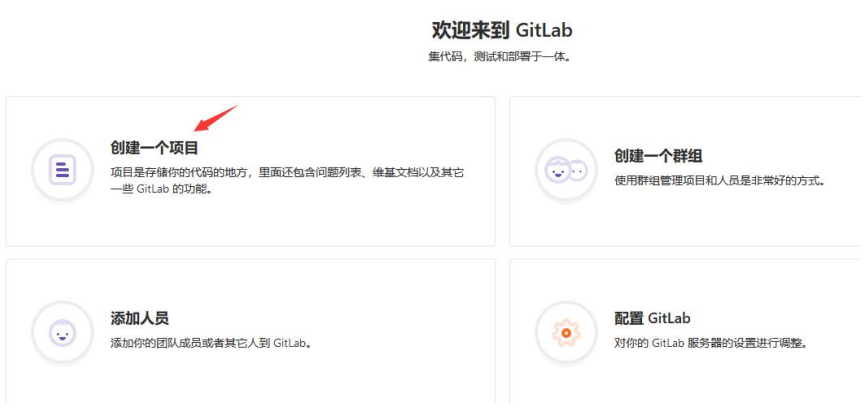 欢迎来到 GitLab
集代码，测试和部署于一体。
创建一个项目
项目是存储你的代码的地方，里面还包含问题列表、维基文档以及其它
一些 GitLab 的功能。
创建一个群组
使用群组管理项目和人员是非常好的方式。
添加人员
添加你的团队成员或者其它人到 GitLab。
配置 GitLab
对你的 GitLab 服务器的设置进行调整。